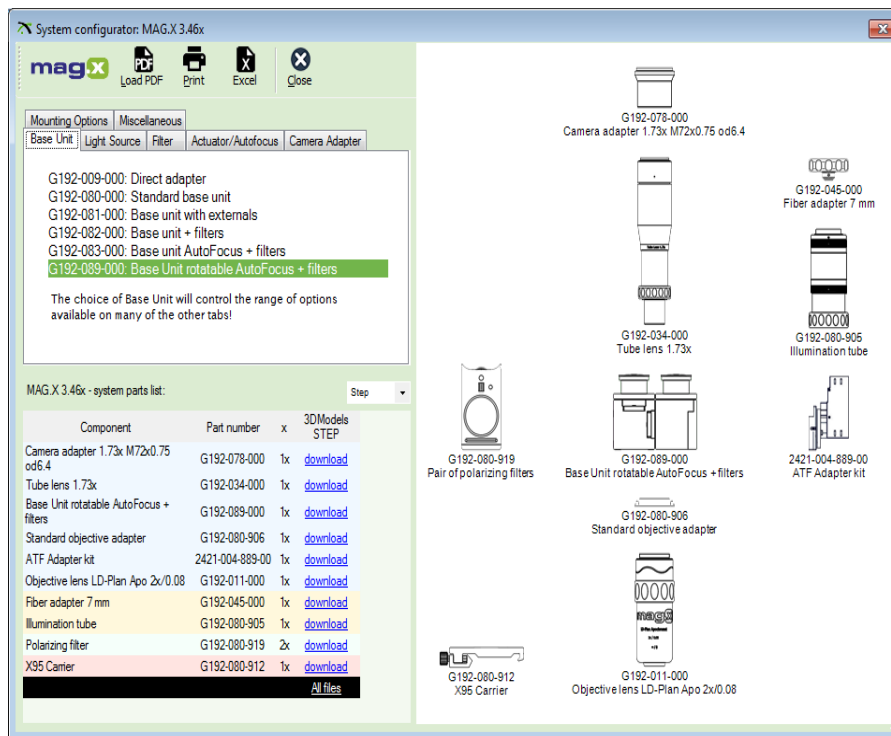 System configurator: MAG.X 3.46x
magx
Load PDF
Print
Excel
Close
Mounting Options
Miscellaneous
Base Unit
Light Source
Filter
Actuator/Autofocus
Camera Adapter
G192-009-000: Direct adapter
G192-080-000: Standard base unit
G192-081-000: Base unit with externals
G192-082-000: Base unit + filters
G192-083-000: Base unit AutoFocus + filters
G192-089-000: Base Unit rotatable AutoFocus + filters
The choice of Base Unit will control the range of options
available on many of the other tabs!
MAG.X 3.46x - system parts list:
Step
Component Part number x 3DModels
STEP
Camera adapter 1.73x M72x0.75
od6.4 G192-078-000 1x download
Tube lens 1.73x G192-034-000 1x download
Base Unit rotatable AutoFocus +
filters G192-089-000 1x download
Standard objective adapter G192-080-906 1x download
ATF Adapter kit 2421-004-889-00 1x download
Objective lens LD-Plan Apo 2x/0.08 G192-011-000 1x download
Fiber adapter 7 mm G192-045-000 1x download
Illumination tube G192-080-905 1x download
Polarizing filter G192-080-919 2x download
X95 Carrier G192-080-912 1x download
All files
G192-078-000
Camera adapter 1.73x M72x0.75 od6.4
G192-045-000
Fiber adapter 7 mm
G192-034-000
Tube lens 1.73x
G192-080-905
Illumination tube
G192-080-919
Pair of polarizing filters
G192-089-000
Base Unit rotatable AutoFocus + filters
2421-004-889-00
ATF Adapter kit
G192-080-906
Standard objective adapter
magx
G192-080-912
X95 Carrier
G192-011-000
Objective lens LD-Plan Apo 2x/0.08